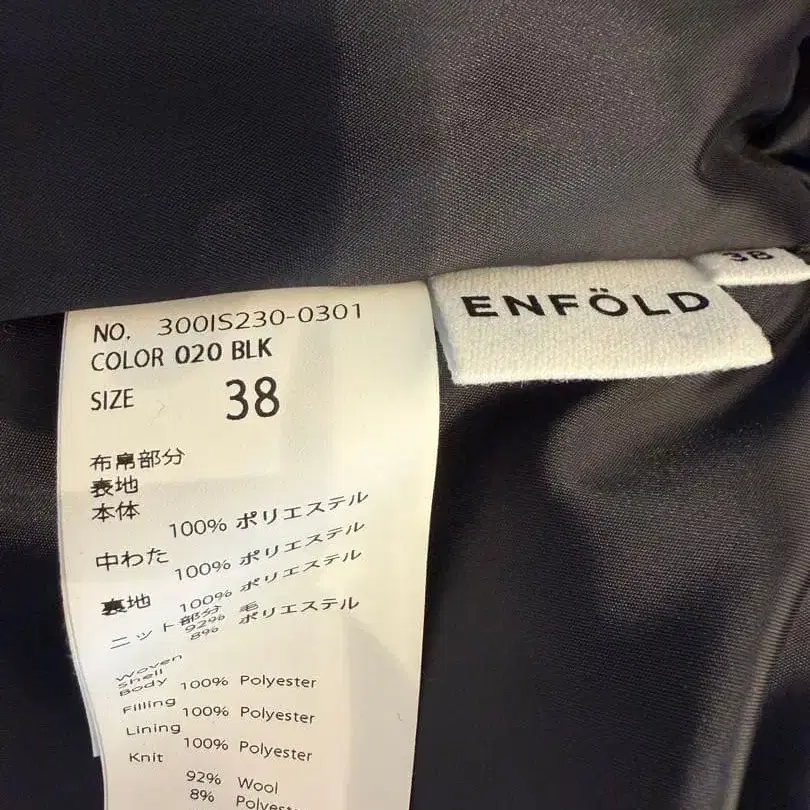 NO. 300IS230-0301
COLOR 020 BLK
SIZE 38
布帛部分
表地
本体
100% ポリエステル
中わた
100% ポリエステル
裏地
100% ポリエステル
ニット部分
92% 毛
8% ポリエステル
Woven
Shell
Body 100% Polyester
Filling
100% Polyester
Lining
100% Polyester
Knit
92% Wool
8%
ENFÖLD
38